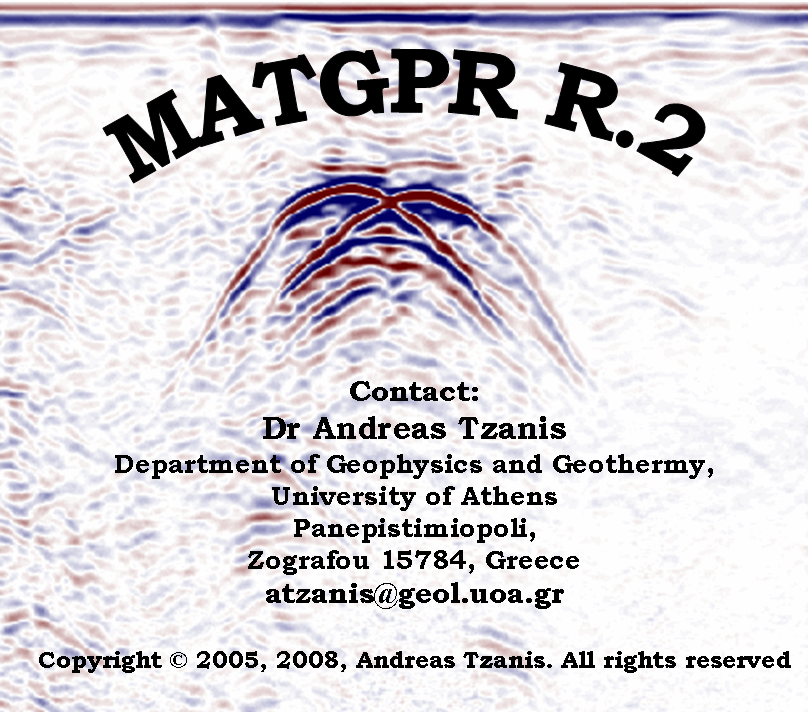 MATGPR R.2
Contact:
Dr Andreas Tzanis
Department of Geophysics and Geothermy,
University of Athens
Panepistimiopoli,
Zografou 15784, Greece
atzanis@geol.uoa.gr
Copyright © 2005, 2008, Andreas Tzanis. All rights reserved